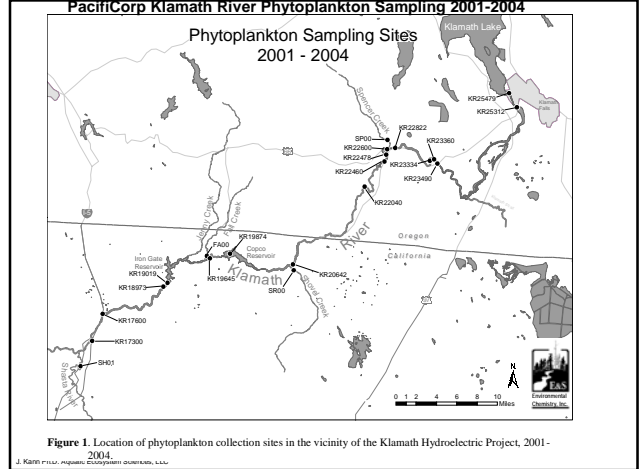 PacifiCorp Klamath River Phytoplankton Sampling 2001-2004
Phytoplankton Sampling Sites
2001 - 2004
Klamath Lake
KR25479
Klamath
Falls
KR25312
Spencer Creek
SP00
KR22822
KR22600
KR22478
KR22460
KR23360
KR23334
KR23490
KR22040
River
Oregon
California
Jenny Creek
Fall Creek
KR19874
FA00
Copco
Reservoir
Iron Gate
Reservoir
KR19019
KR19645
Klamath
KR18973
KR20642
SR00
Shovel Creek
KR17600
KR17300
SH01
Shasta River
N
0 1 2 4 6 8 10
Miles
E&S
Environmental
Chemistry, Inc.
Figure 1. Location of phytoplankton collection sites in the vicinity of the Klamath Hydroelectric Project, 2001-
2004.
J. Kann Ph.D. Aquatic Ecosystem Sciences, LLC